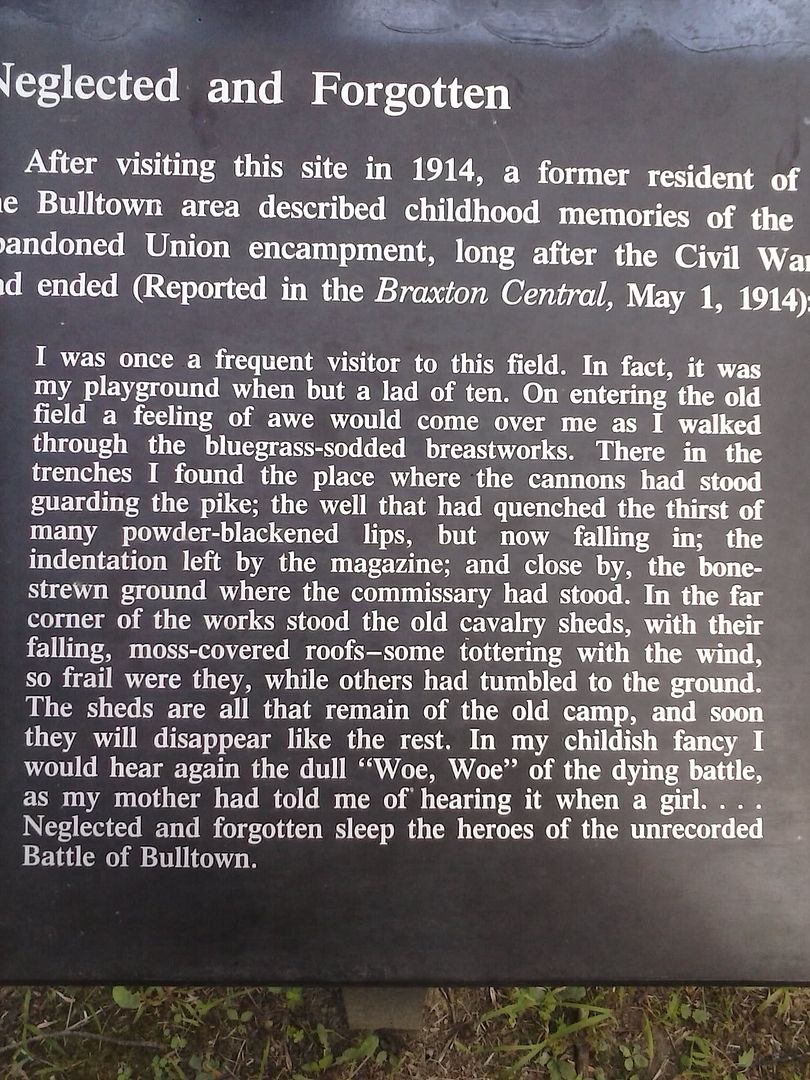 Neglected and Forgotten
After visiting this site in 1914, a former resident of
he Bulltown area described childhood memories of the
bandoned Union encampment, long after the Civil War
ad ended (Reported in the Braxton Central, May 1, 1914):
I was once a frequent visitor to this field. In fact, it was
my playground when but a lad of ten. On entering the old
field a feeling of awe would come over me as I walked
through the bluegrass-sodded breastworks. There in the
trenches I found the place where the cannons had stood
guarding the pike; the well that had quenched the thirst of
many powder-blackened lips, but now falling in; the
indentation left by the magazine; and close by, the bone-
strewn ground where the commissary had stood. In the far
corner of the works stood the old cavalry sheds, with their
falling, moss-covered roofs–some tottering with the wind,
so frail were they, while others had tumbled to the ground.
The sheds are all that remain of the old camp, and soon
they will disappear like the rest. In my childish fancy I
would hear again the dull “Woe, Woe” of the dying battle,
as my mother had told me of hearing it when a girl. . . .
Neglected and forgotten sleep the heroes of the unrecorded
Battle of Bulltown.